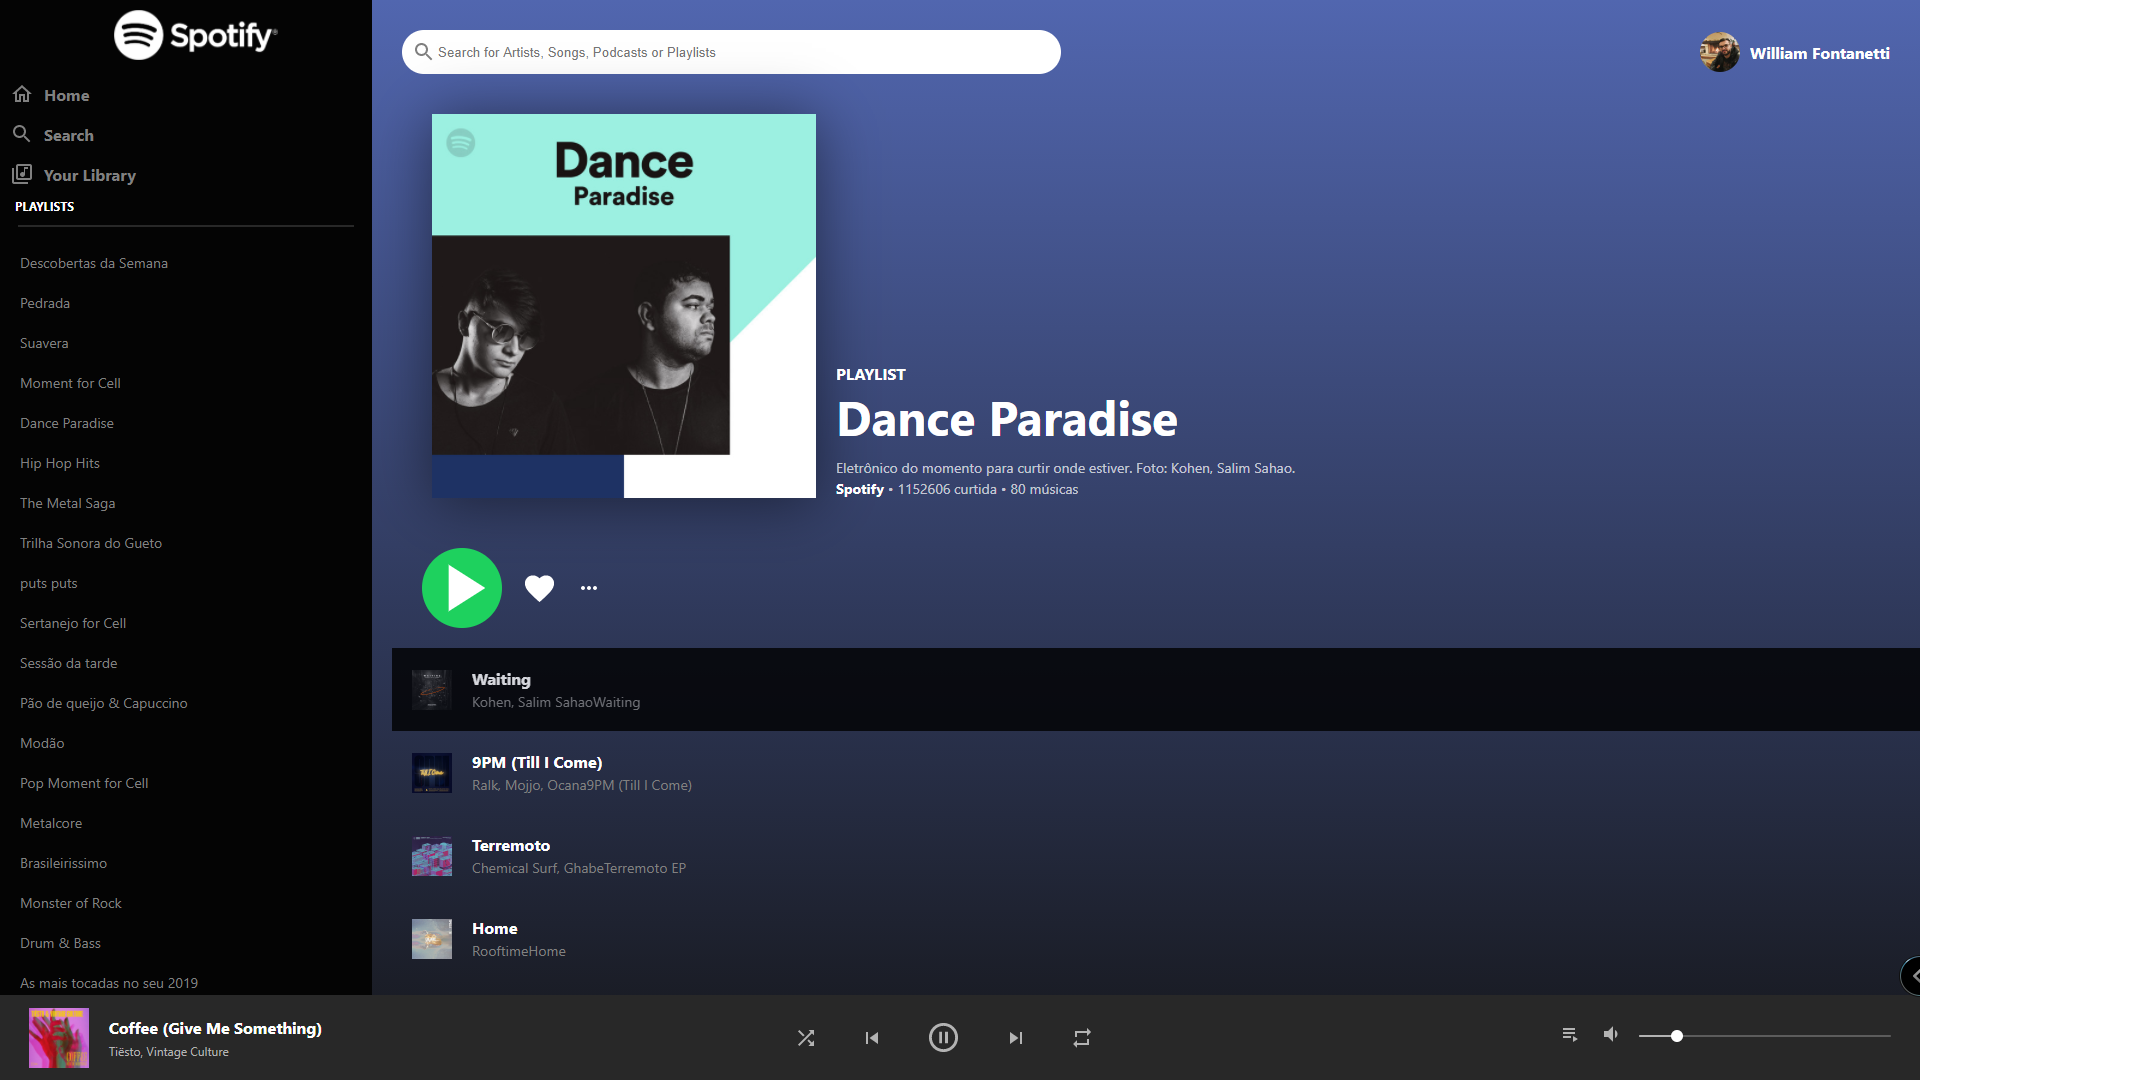 Spotify®
Home
Search
Your Library
PLAYLISTS
Descobertas da Semana
Pedrada
Suavera
Moment for Cell
Dance Paradise
Hip Hop Hits
The Metal Saga
Trilha Sonora do Gueto
puts puts
Sertanejo for Cell
Sessão da tarde
Pão de queijo & Capuccino
Modão
Pop Moment for Cell
Metalcore
Brasileirissimo
Monster of Rock
Drum & Bass
As mais tocadas no seu 2019
Search for Artists, Songs, Podcasts or Playlists
William Fontanetti
Dance
Paradise
PLAYLIST
Dance Paradise
Eletrônico do momento para curtir onde estiver. Foto: Kohen, Salim Sahao.
Spotify • 1152606 curtida • 80 músicas
Waiting
Kohen, Salim SahaoWaiting
9PM (Till I Come)
Ralk, Mojjo, Ocana9PM (Till I Come)
Terremoto
Chemical Surf, GhabeTerremoto EP
Home
RooftimeHome
Coffee (Give Me Something)
Tiësto, Vintage Culture